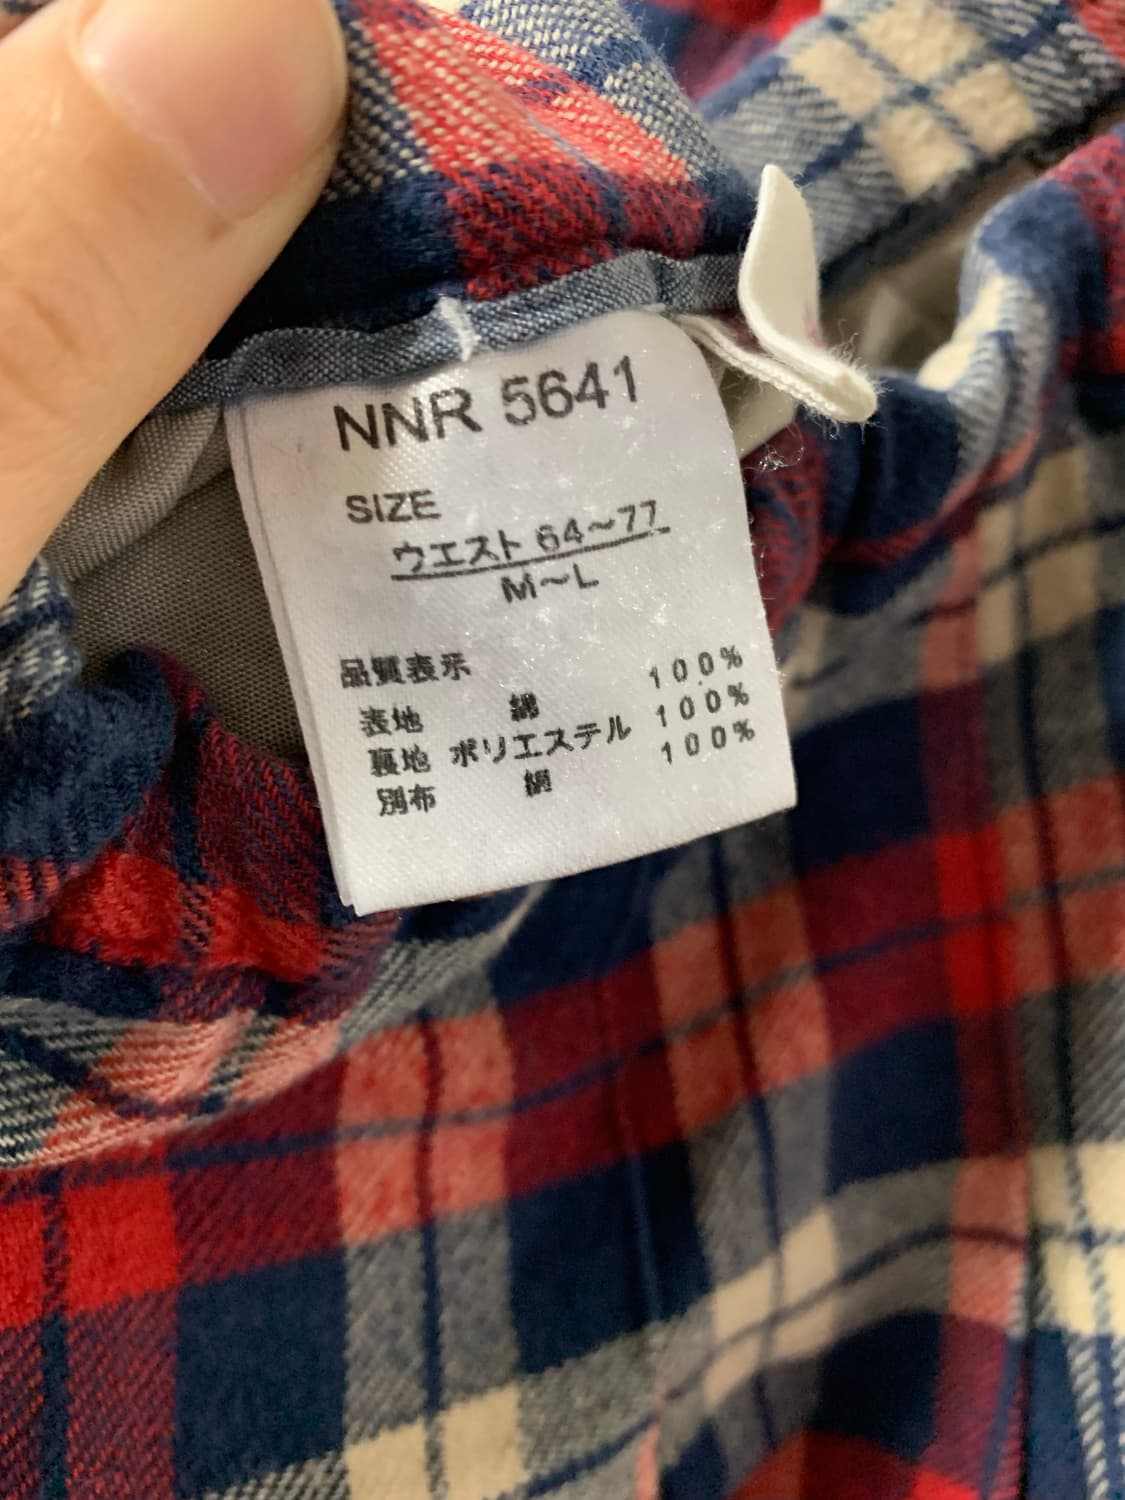 NNR 5641
SIZE
ウエスト 64～77
M～L
品質表示
表地 綿 100%
裏地 ポリエステル 100%
別布 綿 100%